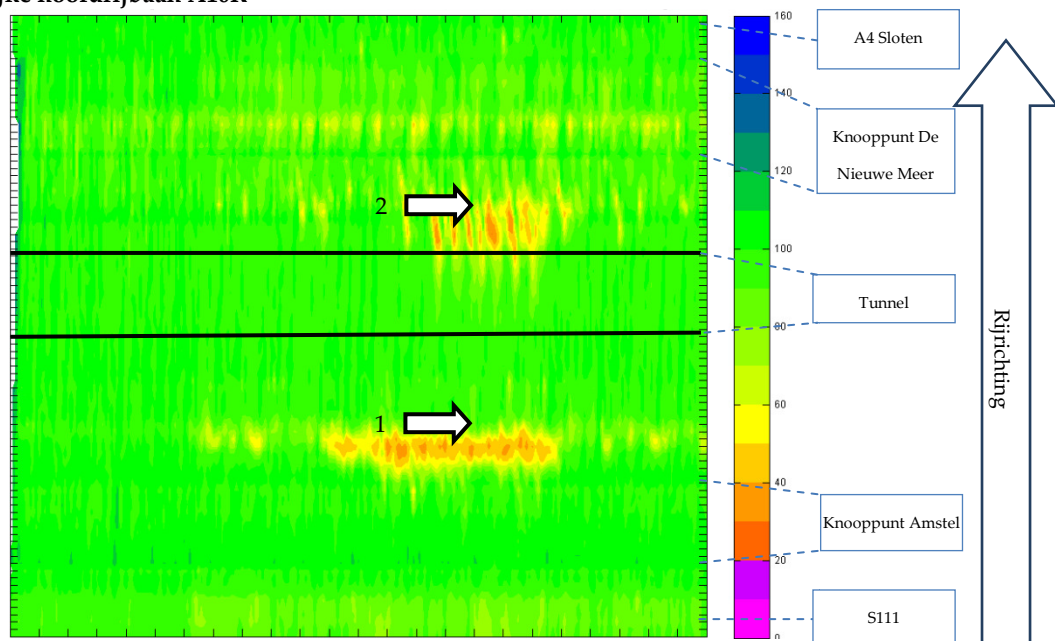 160
A4 Sloten
140
Knooppunt De
Nieuwe Meer
120
2
100
Tunnel
80
Rijrichting
60
1
40
Knooppunt Amstel
20
S111
0